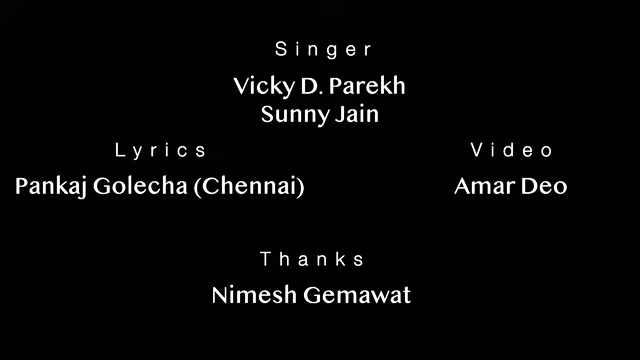 Singer
Vicky D. Parekh
Sunny Jain
Lyrics
Pankaj Golecha (Chennai)
Video
Amar Deo
Thanks
Nimesh Gemawat